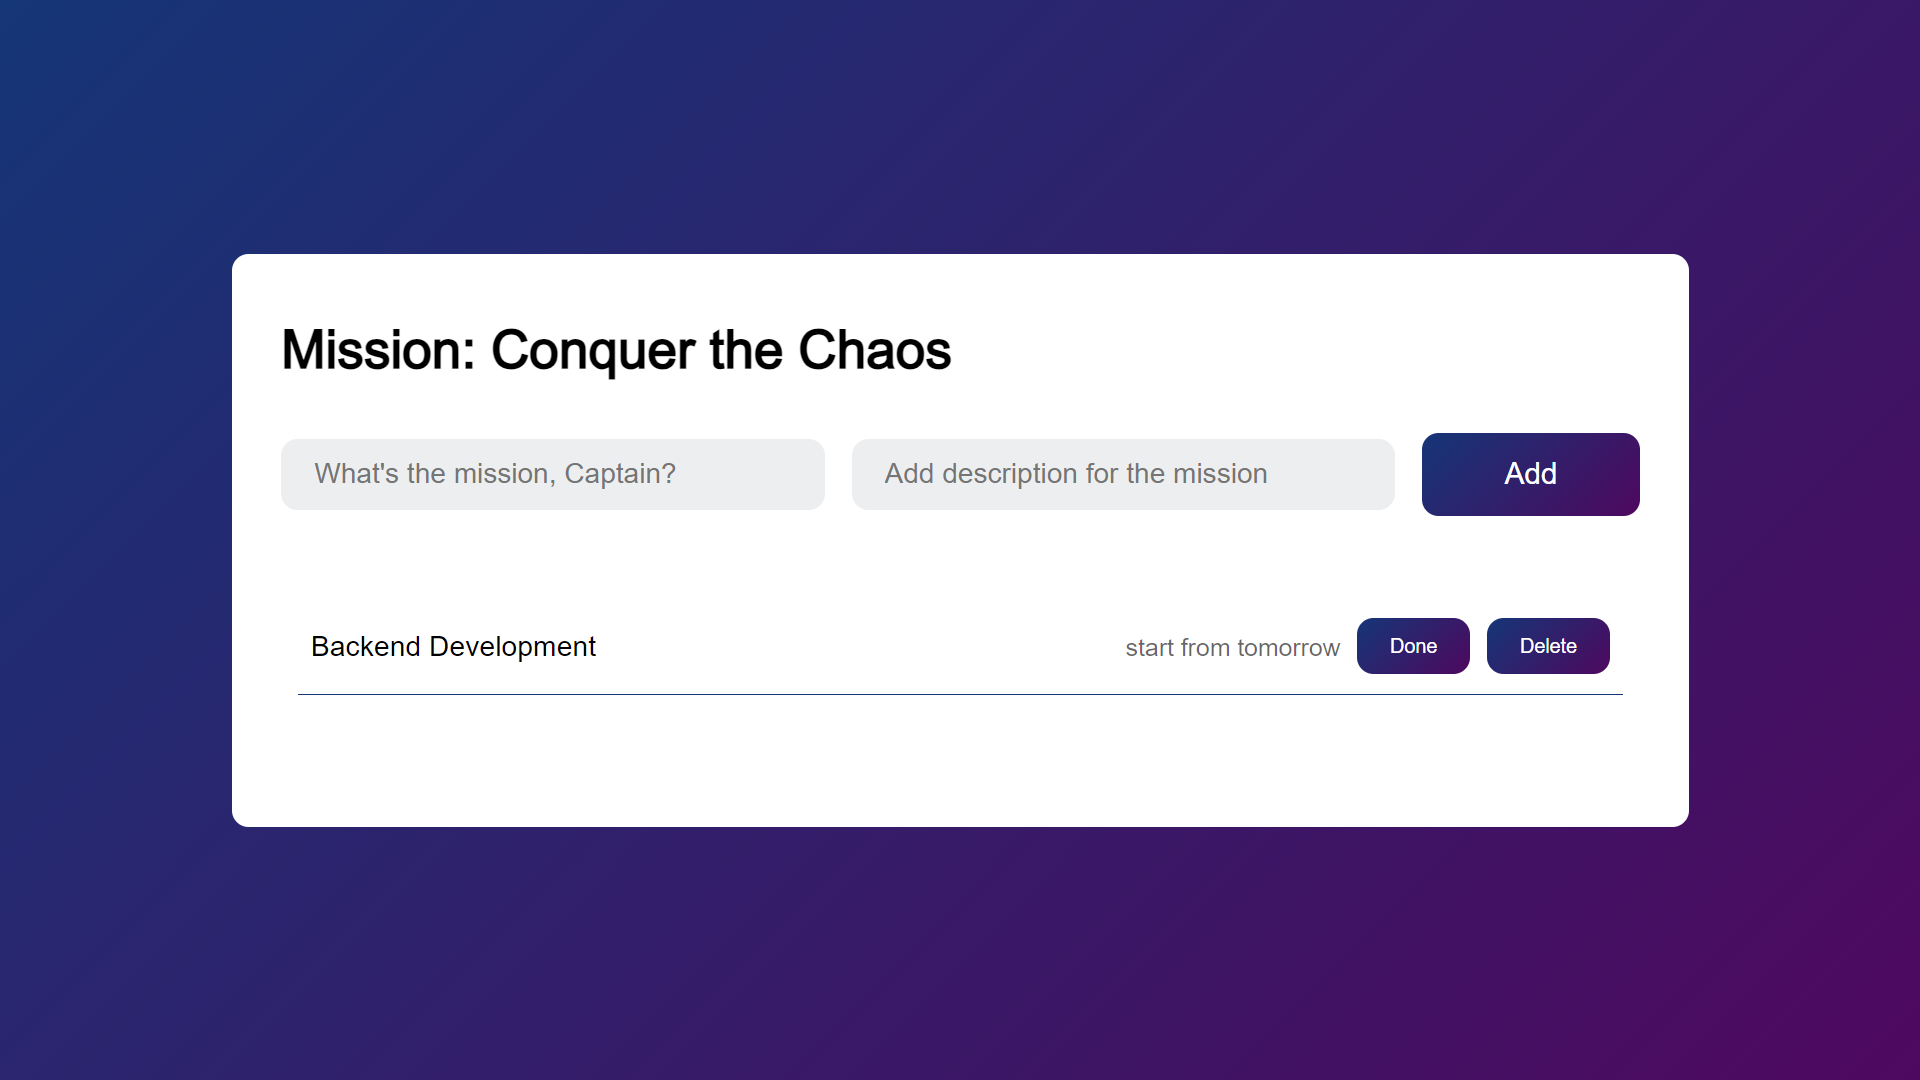 Mission: Conquer the Chaos
What's the mission, Captain? Add description for the mission Add
Backend Development start from tomorrow Done Delete